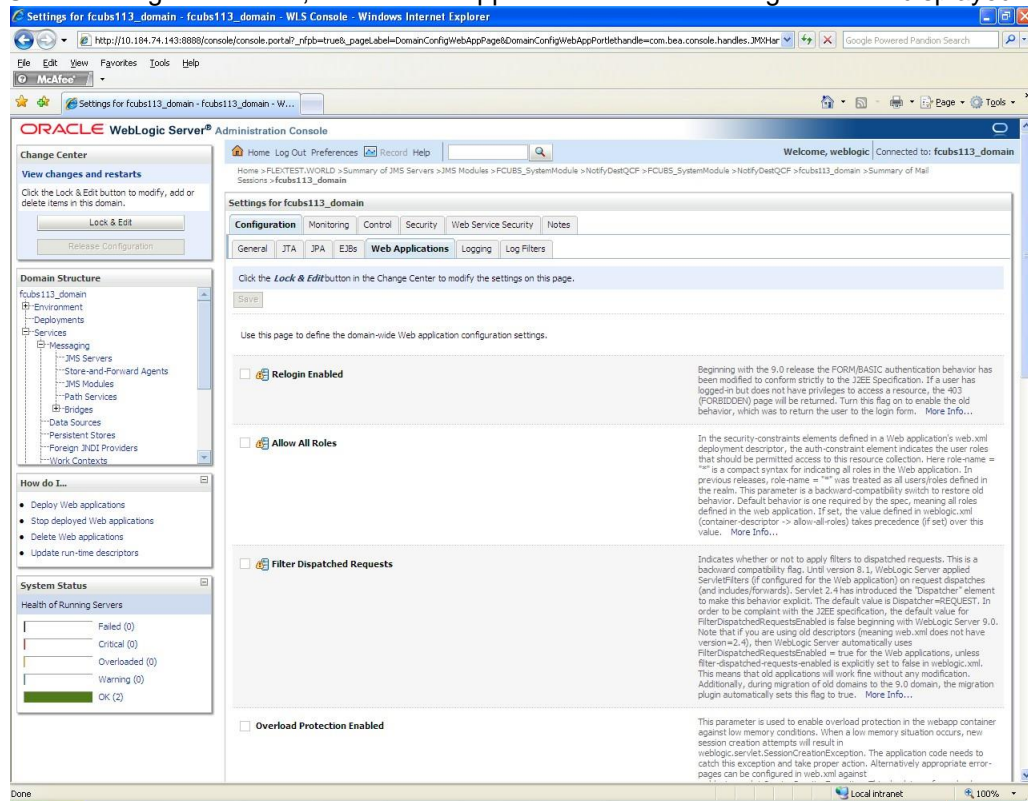 Settings for fcubs113_domain - fcubs113_domain - WLS Console - Windows Internet Explorer
http://10.184.74.143:8888/console/console.portal?_nfpb=true&_pageLabel=DomainConfigWebAppPage&DomainConfigWebAppPortlethandle=com.bea.console.handles.JMXHar
Google Powered Pandion Search
File Edit View Favorites Tools Help
McAfee
Settings for fcubs113_domain - fcubs113_domain - W...
Page Tools
ORACLE WebLogic Server® Administration Console
Change Center
View changes and restarts
Click the Lock & Edit button to modify, add or
delete items in this domain.
Lock & Edit
Release Configuration
Domain Structure
fcubs113_domain
Environment
Deployments
Services
Messaging
JMS Servers
Store-and-Forward Agents
JMS Modules
Path Services
Bridges
Data Sources
Persistent Stores
Foreign JNDI Providers
Work Contexts
How do I...
Deploy Web applications
Stop deployed Web applications
Delete Web applications
Update run-time descriptors
System Status
Health of Running Servers
Failed (0)
Critical (0)
Overloaded (0)
Warning (0)
OK (2)
Home Log Out Preferences Record Help
Welcome, weblogic Connected to: fcubs113_domain
Home >FLEXTEST.WORLD >Summary of JMS Servers >JMS Modules >FCUBS_SystemModule >NotifyDestQCF >FCUBS_SystemModule >NotifyDestQCF >fcubs113_domain >Summary of Mail
Sessions >fcubs113_domain
Settings for fcubs113_domain
Configuration Monitoring Control Security Web Service Security Notes
General JTA JPA EJBs Web Applications Logging Log Filters
Click the Lock & Edit button in the Change Center to modify the settings on this page.
Save
Use this page to define the domain-wide Web application configuration settings.
Relogin Enabled
Beginning with the 9.0 release the FORM/BASIC authentication behavior has
been modified to conform strictly to the J2EE Specification. If a user has
logged-in but does not have privileges to access a resource, the 403
(FORBIDDEN) page will be returned. Turn this flag on to enable the old
behavior, which was to return the user to the login form. More Info...
Allow All Roles
In the security-constraints elements defined in a Web application's web.xml
deployment descriptor, the auth-constraint element indicates the user roles
that should be permitted access to this resource collection. Here role-name =
"*" is a compact syntax for indicating all roles in the Web application. In
previous releases, role-name = "*" was treated as all users/roles defined in
the realm. This parameter is a backward-compatibility switch to restore old
behavior. Default behavior is one required by the spec, meaning all roles
defined in the web application. If set, the value defined in weblogic.xml
(container-descriptor -> allow-all-roles) takes precedence (if set) over this
value. More Info...
Filter Dispatched Requests
Indicates whether or not to apply filters to dispatched requests. This is a
backward compatibility flag. Until version 8.1, WebLogic Server applied
ServletFilters (if configured for the Web application) on request dispatches
(and includes/forwards). Servlet 2.4 has introduced the "Dispatcher" element
to make this behavior explicit. The default value is Dispatcher=REQUEST. In
order to be complaint with the J2EE specification, the default value for
FilterDispatchedRequestsEnabled is false beginning with WebLogic Server 9.0.
Note that if you are using old descriptors (meaning web.xml does not have
version=2.4), then WebLogic Server automatically uses
FilterDispatchedRequestsEnabled = true for the Web applications, unless
filter-dispatched-requests-enabled is explicitly set to false in weblogic.xml.
This means that old applications will work fine without any modification.
Additionally, during migration of old domains to the 9.0 domain, the migration
plugin automatically sets this flag to true. More Info...
Overload Protection Enabled
This parameter is used to enable overload protection in the webapp container
against low memory conditions. When a low memory situation occurs, new
session creation attempts will result in
weblogic.servlet.SessionCreationException. The application code needs to
catch this exception and take proper action. Alternatively appropriate error-
pages can be configured in web.xml against
Done
Local intranet
100%